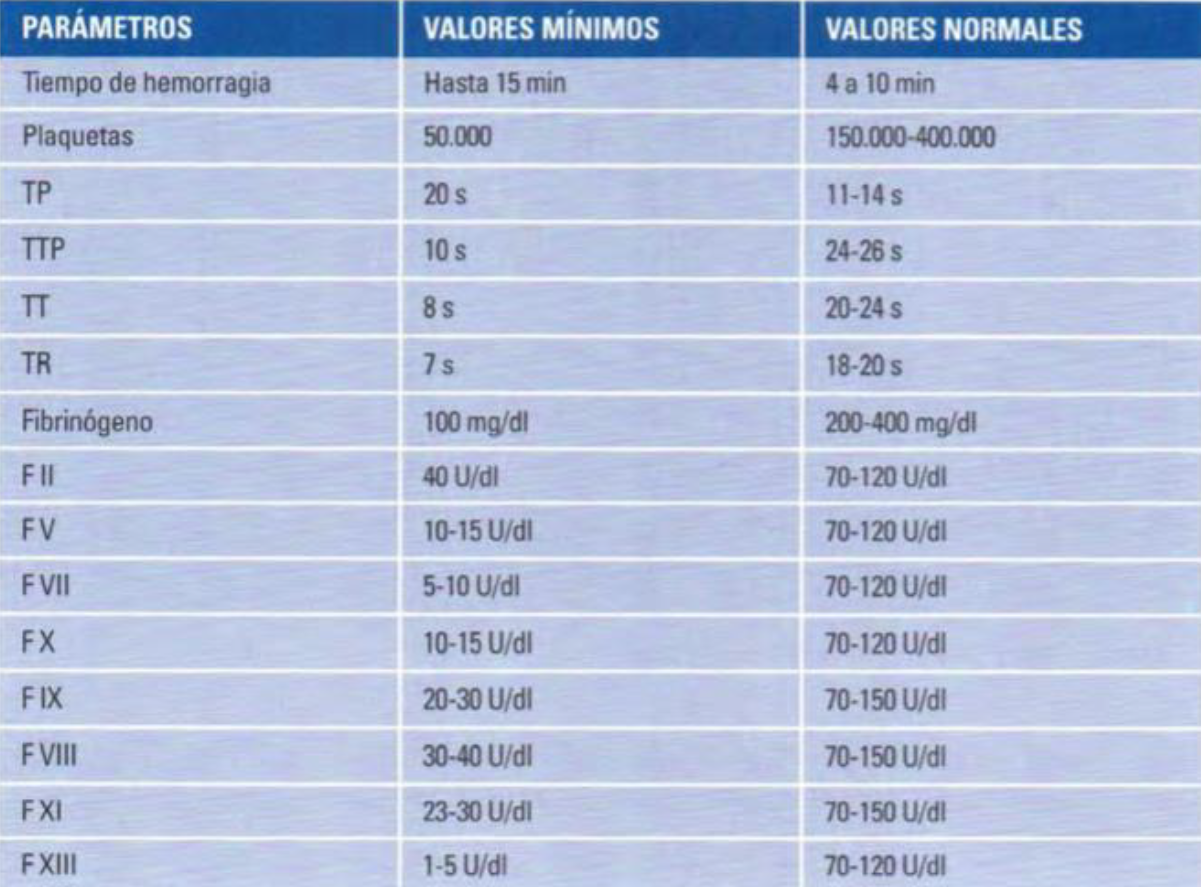 PARÁMETROS VALORES MÍNIMOS VALORES NORMALES
Tiempo de hemorragia Hasta 15 min 4 a 10 min
Plaquetas 50.000 150.000-400.000
TP 20 s 11-14 s
TTP 10 s 24-26 s
TT 8 s 20-24 s
TR 7 s 18-20 s
Fibrinógeno 100 mg/dl 200-400 mg/dl
F II 40 U/dl 70-120 U/dl
F V 10-15 U/dl 70-120 U/dl
F VII 5-10 U/dl 70-120 U/dl
F X 10-15 U/dl 70-120 U/dl
F IX 20-30 U/dl 70-150 U/dl
F VIII 30-40 U/dl 70-150 U/dl
F XI 23-30 U/dl 70-150 U/dl
F XIII 1-5 U/dl 70-120 U/dl